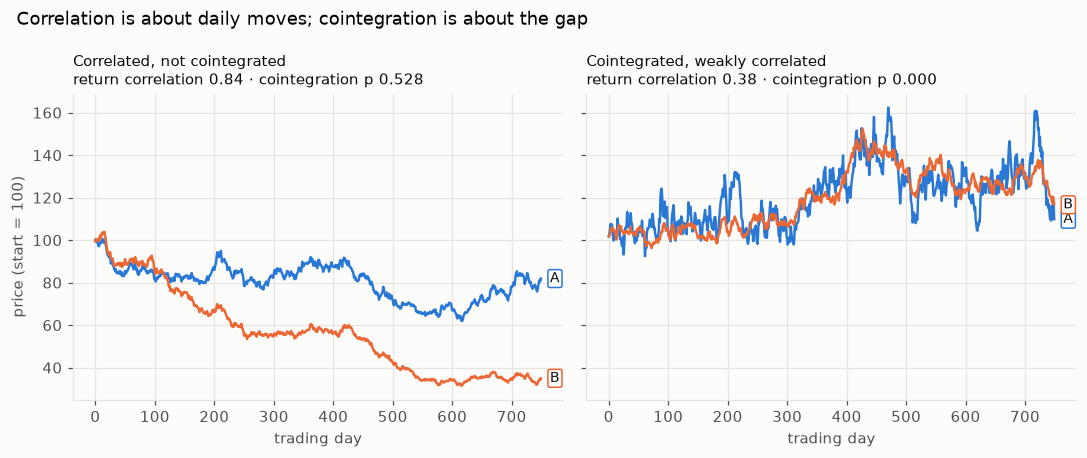 Correlation is about daily moves; cointegration is about the gap
Correlated, not cointegrated
return correlation 0.84 · cointegration p 0.528
price (start = 100)
160
140
120
100
80
60
40
A
B
0 100 200 300 400 500 600 700
trading day
Cointegrated, weakly correlated
return correlation 0.38 · cointegration p 0.000
B
A
0 100 200 300 400 500 600 700
trading day